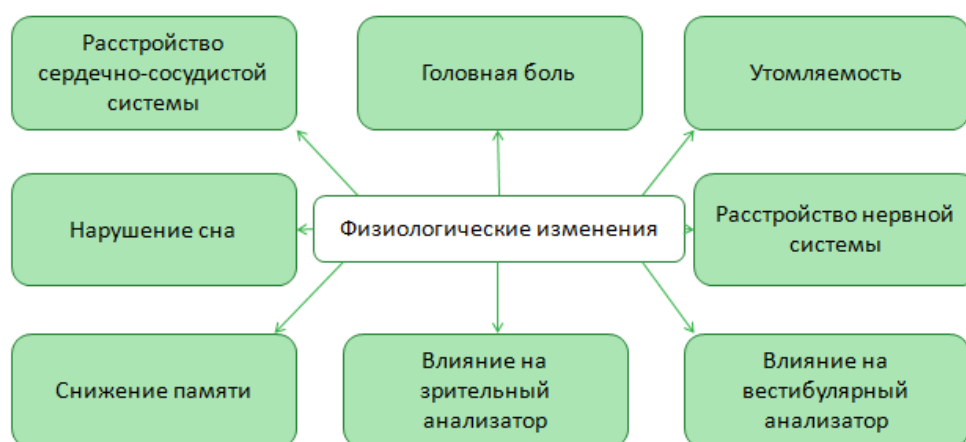 Расстройство
сердечно-сосудистой
системы
Головная боль
Утомляемость
Нарушение сна
Физиологические изменения
Расстройство нервной
системы
Снижение памяти
Влияние на
зрительный
анализатор
Влияние на
вестибулярный
анализатор